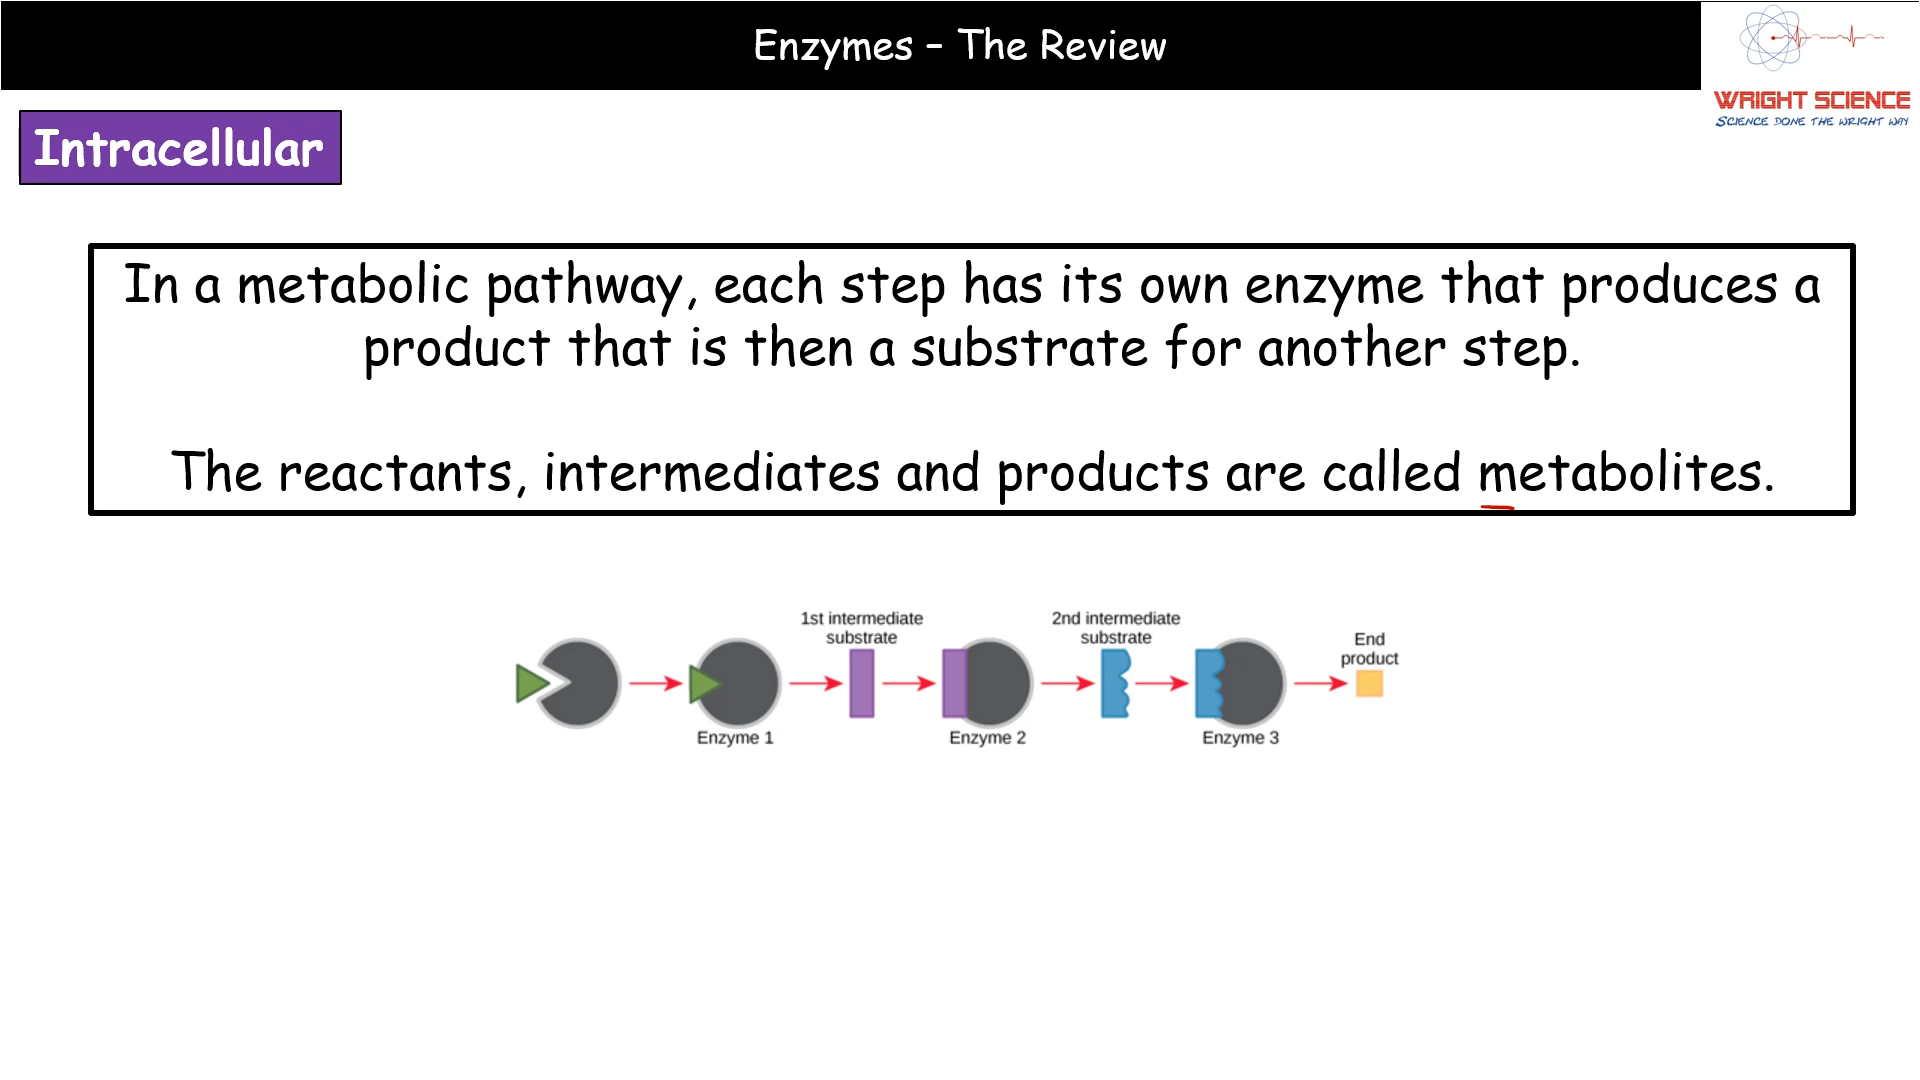 Enzymes – The Review
WRIGHT SCIENCE
SCIENCE DONE THE WRIGHT WAY
Intracellular
In a metabolic pathway, each step has its own enzyme that produces a
product that is then a substrate for another step.
The reactants, intermediates and products are called metabolites.
1st intermediate
substrate
2nd intermediate
substrate
End
product
Enzyme 1
Enzyme 2
Enzyme 3